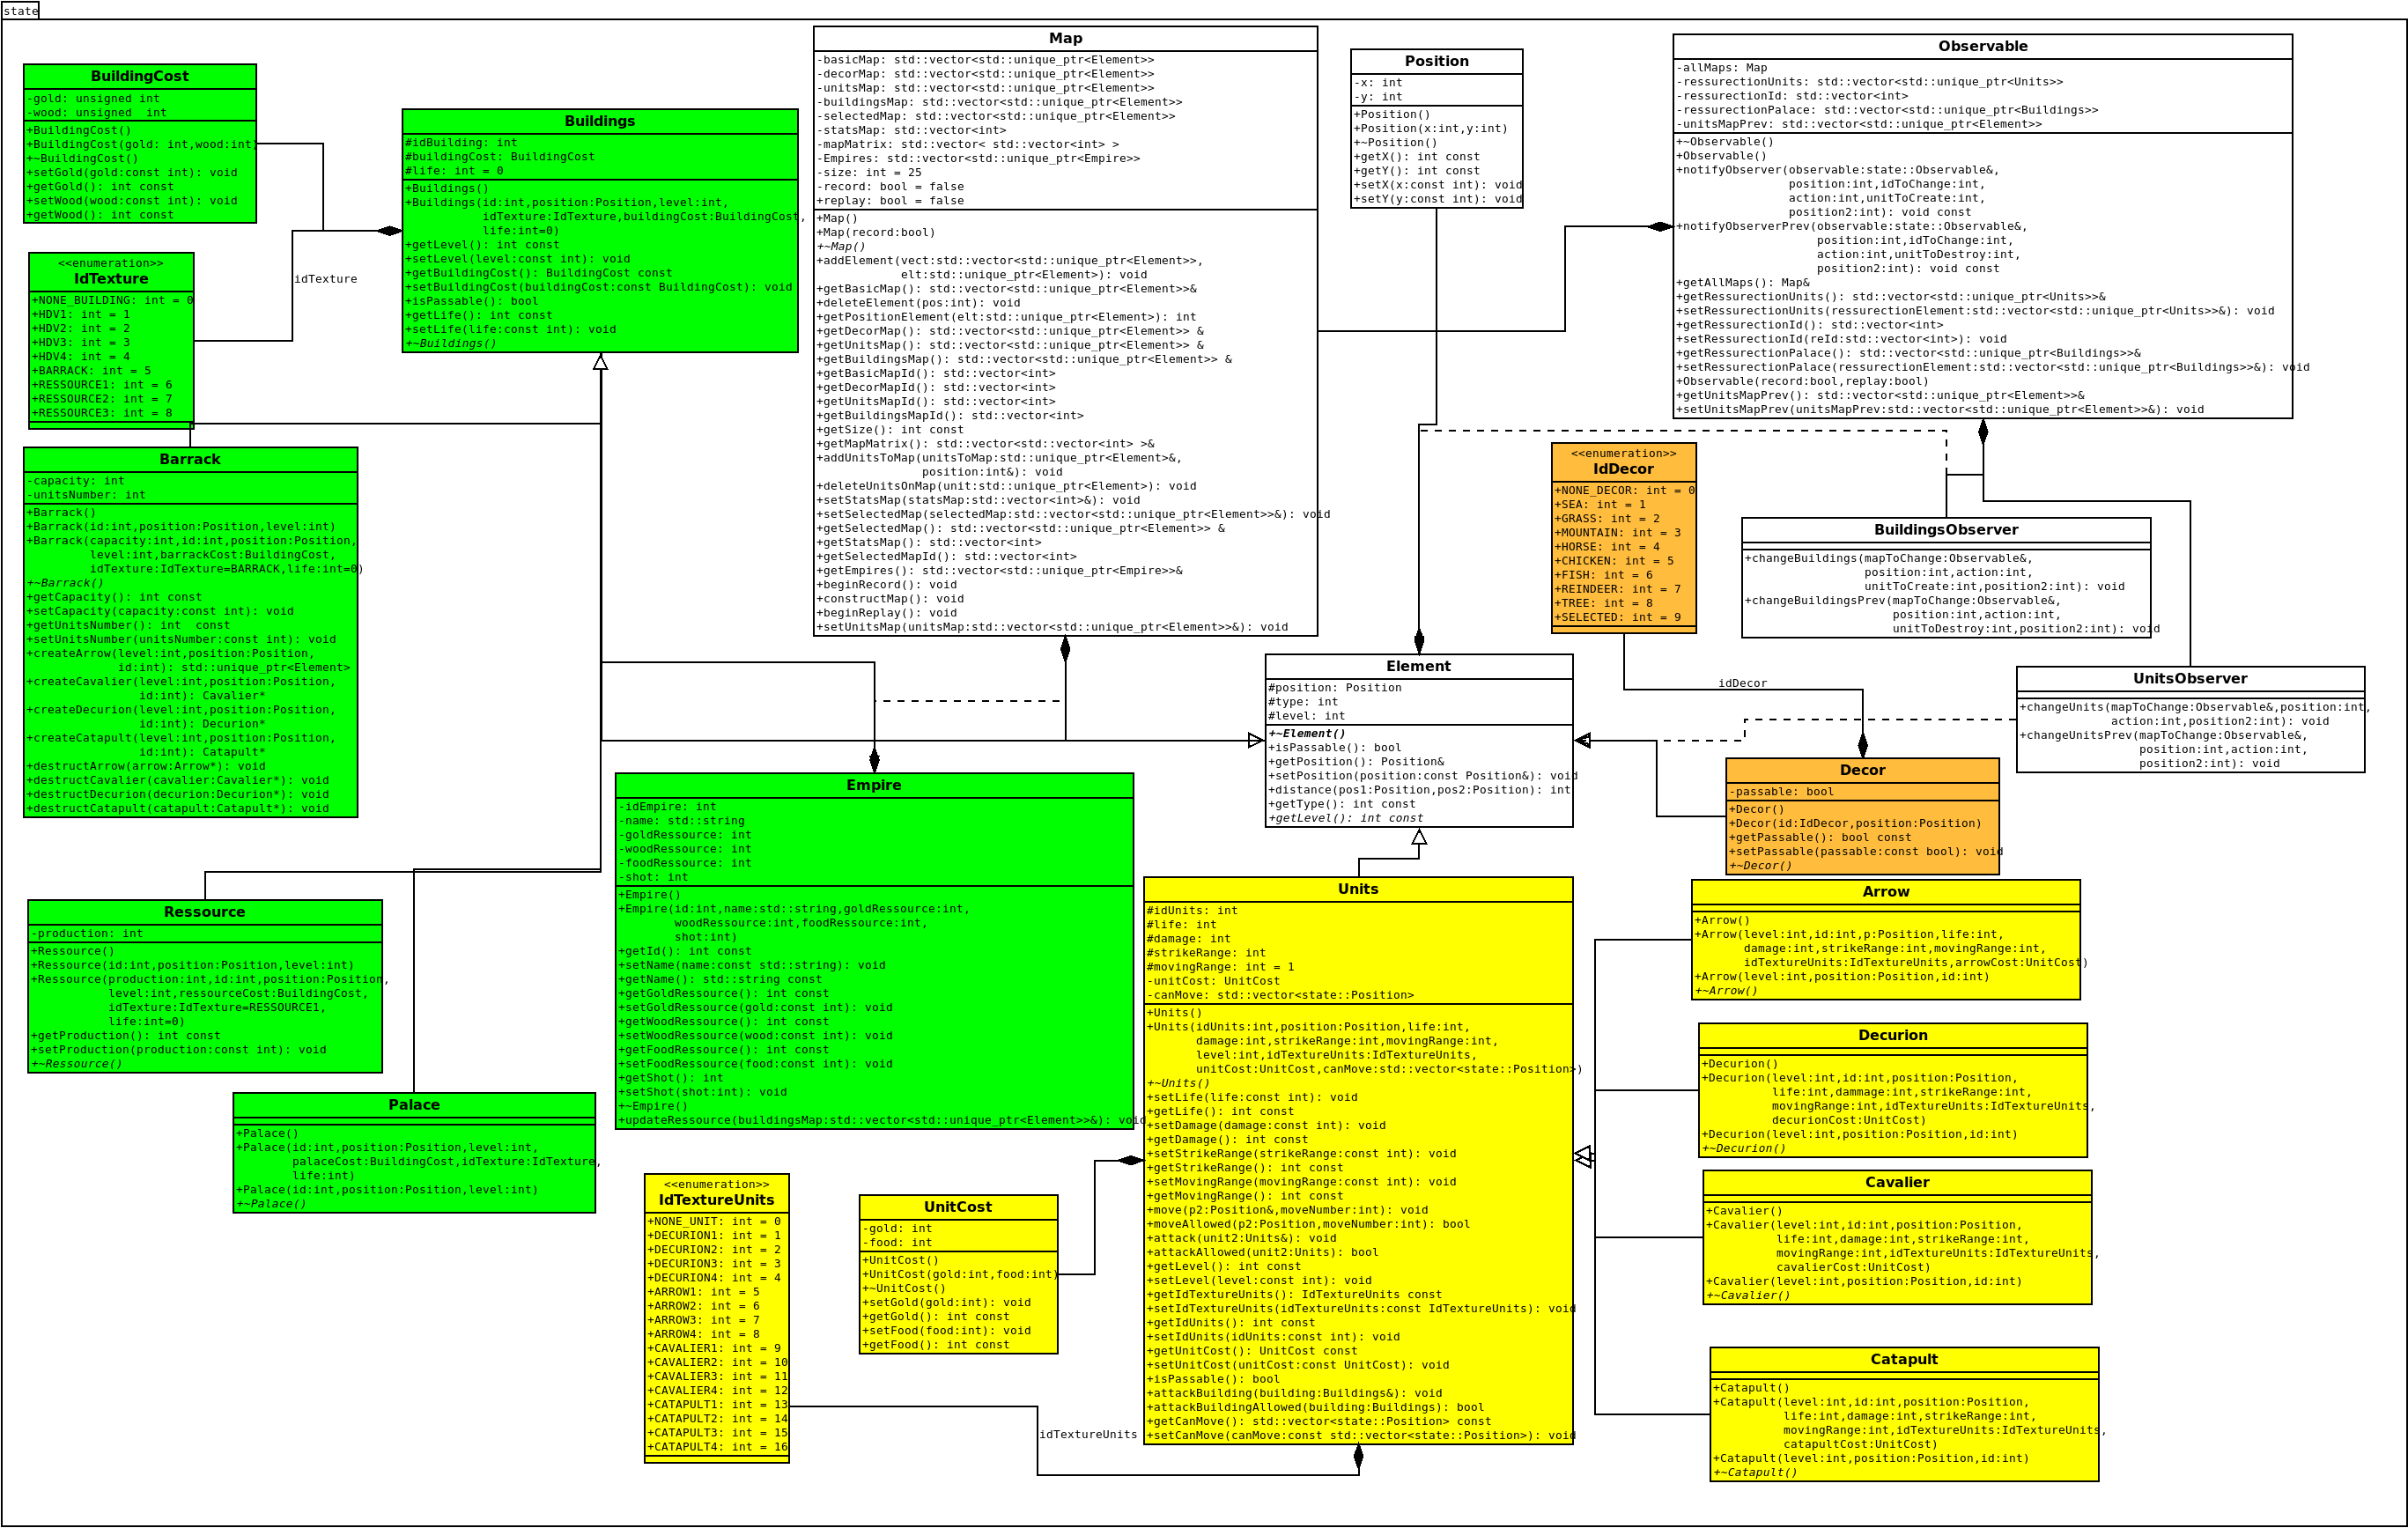 state
BuildingCost
-gold: unsigned int
-wood: unsigned  int
+BuildingCost()
+BuildingCost(gold: int,wood:int)
+~BuildingCost()
+setGold(gold:const int): void
+getGold(): int const
+setWood(wood:const int): void
+getWood(): int const
<<enumeration>>
IdTexture
+NONE_BUILDING: int = 0
+HDV1: int = 1
+HDV2: int = 2
+HDV3: int = 3
+HDV4: int = 4
+BARRACK: int = 5
+RESSOURCE1: int = 6
+RESSOURCE2: int = 7
+RESSOURCE3: int = 8
idTexture
Buildings
#idBuilding: int
#buildingCost: BuildingCost
#life: int = 0
+Buildings()
+Buildings(id:int,position:Position,level:int,
idTexture:IdTexture,buildingCost:BuildingCost,
life:int=0)
+getLevel(): int const
+setLevel(level:const int): void
+getBuildingCost(): BuildingCost const
+setBuildingCost(buildingCost:const BuildingCost): void
+isPassable(): bool
+getLife(): int const
+setLife(life:const int): void
+~Buildings()
Barrack
-capacity: int
-unitsNumber: int
+Barrack()
+Barrack(id:int,position:Position,level:int)
+Barrack(capacity:int,id:int,position:Position,
level:int,barrackCost:BuildingCost,
idTexture:IdTexture=BARRACK,life:int=0)
+~Barrack()
+getCapacity(): int const
+setCapacity(capacity:const int): void
+getUnitsNumber(): int  const
+setUnitsNumber(unitsNumber:const int): void
+createArrow(level:int,position:Position,
id:int): std::unique_ptr<Element>
+createCavalier(level:int,position:Position,
id:int): Cavalier*
+createDecurion(level:int,position:Position,
id:int): Decurion*
+createCatapult(level:int,position:Position,
id:int): Catapult*
+destructArrow(arrow:Arrow*): void
+destructCavalier(cavalier:Cavalier*): void
+destructDecurion(decurion:Decurion*): void
+destructCatapult(catapult:Catapult*): void
Ressource
-production: int
+Ressource()
+Ressource(id:int,position:Position,level:int)
+Ressource(production:int,id:int,position:Position,
level:int,ressourceCost:BuildingCost,
idTexture:IdTexture=RESSOURCE1,
life:int=0)
+getProduction(): int const
+setProduction(production:const int): void
+~Ressource()
Palace
+Palace()
+Palace(id:int,position:Position,level:int,
palaceCost:BuildingCost,idTexture:IdTexture,
life:int)
+Palace(id:int,position:Position,level:int)
+~Palace()
Map
-basicMap: std::vector<std::unique_ptr<Element>>
-decorMap: std::vector<std::unique_ptr<Element>>
-unitsMap: std::vector<std::unique_ptr<Element>>
-buildingsMap: std::vector<std::unique_ptr<Element>>
-selectedMap: std::vector<std::unique_ptr<Element>>
-statsMap: std::vector<int>
-mapMatrix: std::vector< std::vector<int> >
-Empires: std::vector<std::unique_ptr<Empire>>
-size: int = 25
-record: bool = false
-replay: bool = false
+Map()
+Map(record:bool)
+~Map()
+addElement(vect:std::vector<std::unique_ptr<Element>>,
elt:std::unique_ptr<Element>): void
+getBasicMap(): std::vector<std::unique_ptr<Element>>&
+deleteElement(pos:int): void
+getPositionElement(elt:std::unique_ptr<Element>): int
+getDecorMap(): std::vector<std::unique_ptr<Element>> &
+getUnitsMap(): std::vector<std::unique_ptr<Element>> &
+getBuildingsMap(): std::vector<std::unique_ptr<Element>> &
+getBasicMapId(): std::vector<int>
+getDecorMapId(): std::vector<int>
+getUnitsMapId(): std::vector<int>
+getBuildingsMapId(): std::vector<int>
+getSize(): int const
+getMapMatrix(): std::vector<std::vector<int> >&
+addUnitsToMap(unitsToMap:std::unique_ptr<Element>&,
position:int&): void
+deleteUnitsOnMap(unit:std::unique_ptr<Element>): void
+setStatsMap(statsMap:std::vector<int>&): void
+setSelectedMap(selectedMap:std::vector<std::unique_ptr<Element>>&): void
+getSelectedMap(): std::vector<std::unique_ptr<Element>> &
+getStatsMap(): std::vector<int>
+getSelectedMapId(): std::vector<int>
+getEmpires(): std::vector<std::unique_ptr<Empire>>&
+beginRecord(): void
+constructMap(): void
+beginReplay(): void
+setUnitsMap(unitsMap:std::vector<std::unique_ptr<Element>>&): void
Position
-x: int
-y: int
+Position()
+Position(x:int,y:int)
+~Position()
+getX(): int const
+getY(): int const
+setX(x:const int): void
+setY(y:const int): void
Observable
-allMaps: Map
-ressurectionUnits: std::vector<std::unique_ptr<Units>>
-ressurectionId: std::vector<int>
-ressurectionPalace: std::vector<std::unique_ptr<Buildings>>
-unitsMapPrev: std::vector<std::unique_ptr<Element>>
+~Observable()
+Observable()
+notifyObserver(observable:state::Observable&,
position:int,idToChange:int,
action:int,unitToCreate:int,
position2:int): void const
+notifyObserverPrev(observable:state::Observable&,
position:int,idToChange:int,
action:int,unitToDestroy:int,
position2:int): void const
+getAllMaps(): Map&
+getRessurectionUnits(): std::vector<std::unique_ptr<Units>>&
+setRessurectionUnits(ressurectionElement:std::vector<std::unique_ptr<Units>>&): void
+getRessurectionId(): std::vector<int>
+setRessurectionId(reId:std::vector<int>): void
+getRessurectionPalace(): std::vector<std::unique_ptr<Buildings>>&
+setRessurectionPalace(ressurectionElement:std::vector<std::unique_ptr<Buildings>>&): void
+Observable(record:bool,replay:bool)
+getUnitsMapPrev(): std::vector<std::unique_ptr<Element>>&
+setUnitsMapPrev(unitsMapPrev:std::vector<std::unique_ptr<Element>>&): void
<<enumeration>>
IdDecor
+NONE_DECOR: int = 0
+SEA: int = 1
+GRASS: int = 2
+MOUNTAIN: int = 3
+HORSE: int = 4
+CHICKEN: int = 5
+FISH: int = 6
+REINDEER: int = 7
+TREE: int = 8
+SELECTED: int = 9
idDecor
BuildingsObserver
+changeBuildings(mapToChange:Observable&,
position:int,action:int,
unitToCreate:int,position2:int): void
+changeBuildingsPrev(mapToChange:Observable&,
position:int,action:int,
unitToDestroy:int,position2:int): void
UnitsObserver
+changeUnits(mapToChange:Observable&,position:int,
action:int,position2:int): void
+changeUnitsPrev(mapToChange:Observable&,
position:int,action:int,
position2:int): void
Element
#position: Position
#type: int
#level: int
+~Element()
+isPassable(): bool
+getPosition(): Position&
+setPosition(position:const Position&): void
+distance(pos1:Position,pos2:Position): int
+getType(): int const
+getLevel(): int const
Decor
-passable: bool
+Decor()
+Decor(id:IdDecor,position:Position)
+getPassable(): bool const
+setPassable(passable:const bool): void
+~Decor()
Empire
-idEmpire: int
-name: std::string
-goldRessource: int
-woodRessource: int
-foodRessource: int
-shot: int
+Empire()
+Empire(id:int,name:std::string,goldRessource:int,
woodRessource:int,foodRessource:int,
shot:int)
+getId(): int const
+setName(name:const std::string): void
+getName(): std::string const
+getGoldRessource(): int const
+setGoldRessource(gold:const int): void
+getWoodRessource(): int const
+setWoodRessource(wood:const int): void
+getFoodRessource(): int const
+setFoodRessource(food:const int): void
+getShot(): int
+setShot(shot:int): void
+~Empire()
+updateRessource(buildingsMap:std::vector<std::unique_ptr<Element>>&): void
<<enumeration>>
IdTextureUnits
+NONE_UNIT: int = 0
+DECURION1: int = 1
+DECURION2: int = 2
+DECURION3: int = 3
+DECURION4: int = 4
+ARROW1: int = 5
+ARROW2: int = 6
+ARROW3: int = 7
+ARROW4: int = 8
+CAVALIER1: int = 9
+CAVALIER2: int = 10
+CAVALIER3: int = 11
+CAVALIER4: int = 12
+CATAPULT1: int = 13
+CATAPULT2: int = 14
+CATAPULT3: int = 15
+CATAPULT4: int = 16
idTextureUnits
UnitCost
-gold: int
-food: int
+UnitCost()
+UnitCost(gold:int,food:int)
+~UnitCost()
+setGold(gold:int): void
+getGold(): int const
+setFood(food:int): void
+getFood(): int const
Units
#idUnits: int
#life: int
#damage: int
#strikeRange: int
#movingRange: int = 1
-unitCost: UnitCost
-canMove: std::vector<state::Position>
+Units()
+Units(idUnits:int,position:Position,life:int,
damage:int,strikeRange:int,movingRange:int,
level:int,idTextureUnits:IdTextureUnits,
unitCost:UnitCost,canMove:std::vector<state::Position>)
+~Units()
+setLife(life:const int): void
+getLife(): int const
+setDamage(damage:const int): void
+getDamage(): int const
+setStrikeRange(strikeRange:const int): void
+getStrikeRange(): int const
+setMovingRange(movingRange:const int): void
+getMovingRange(): int const
+move(p2:Position&,moveNumber:int): void
+moveAllowed(p2:Position,moveNumber:int): bool
+attack(unit2:Units&): void
+attackAllowed(unit2:Units): bool
+getLevel(): int const
+setLevel(level:const int): void
+getIdTextureUnits(): IdTextureUnits const
+setIdTextureUnits(idTextureUnits:const IdTextureUnits): void
+getIdUnits(): int const
+setIdUnits(idUnits:const int): void
+getUnitCost(): UnitCost const
+setUnitCost(unitCost:const UnitCost): void
+isPassable(): bool
+attackBuilding(building:Buildings&): void
+attackBuildingAllowed(building:Buildings): bool
+getCanMove(): std::vector<state::Position> const
+setCanMove(canMove:const std::vector<state::Position>): void
Arrow
+Arrow()
+Arrow(level:int,id:int,p:Position,life:int,
damage:int,strikeRange:int,movingRange:int,
idTextureUnits:IdTextureUnits,arrowCost:UnitCost)
+Arrow(level:int,position:Position,id:int)
+~Arrow()
Decurion
+Decurion()
+Decurion(level:int,id:int,position:Position,
life:int,dammage:int,strikeRange:int,
movingRange:int,idTextureUnits:IdTextureUnits,
decurionCost:UnitCost)
+Decurion(level:int,position:Position,id:int)
+~Decurion()
Cavalier
+Cavalier()
+Cavalier(level:int,id:int,position:Position,
life:int,damage:int,strikeRange:int,
movingRange:int,idTextureUnits:IdTextureUnits,
cavalierCost:UnitCost)
+Cavalier(level:int,position:Position,id:int)
+~Cavalier()
Catapult
+Catapult()
+Catapult(level:int,id:int,position:Position,
life:int,damage:int,strikeRange:int,
movingRange:int,idTextureUnits:IdTextureUnits,
catapultCost:UnitCost)
+Catapult(level:int,position:Position,id:int)
+~Catapult()